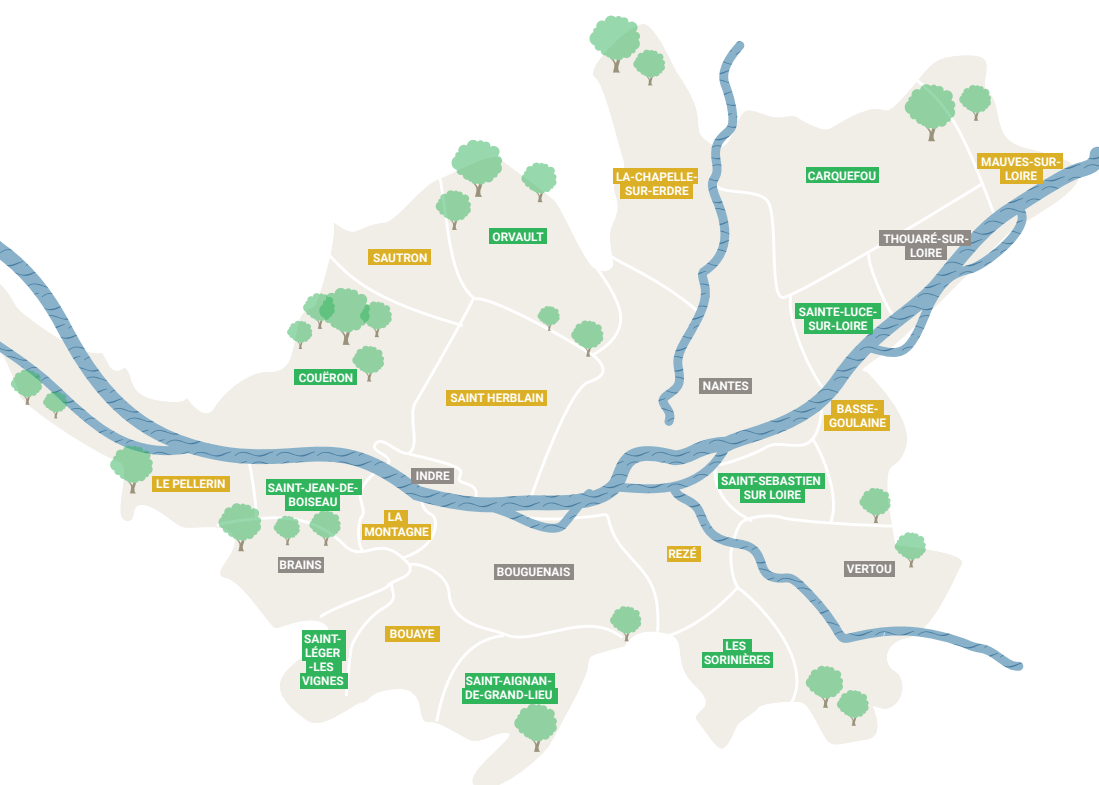 MAUVES-SUR-
LOIRE
LA-CHAPELLE-
SUR-ERDRE
CARQUEFOU
ORVAULT
THOUARÉ-SUR-
LOIRE
SAUTRON
SAINTE-LUCE-
SUR-LOIRE
COUËRON
NANTES
SAINT HERBLAIN
BASSE-
GOULAINE
INDRE
LE PELLERIN
SAINT-JEAN-DE-
BOISEAU
SAINT-SEBASTIEN
SUR LOIRE
LA
MONTAGNE
REZÉ
BRAINS
BOUGUENAIS
VERTOU
BOUAYE
SAINT-
LÉGER
-LES
VIGNES
LES
SORINIÈRES
SAINT-AIGNAN-
DE-GRAND-LIEU